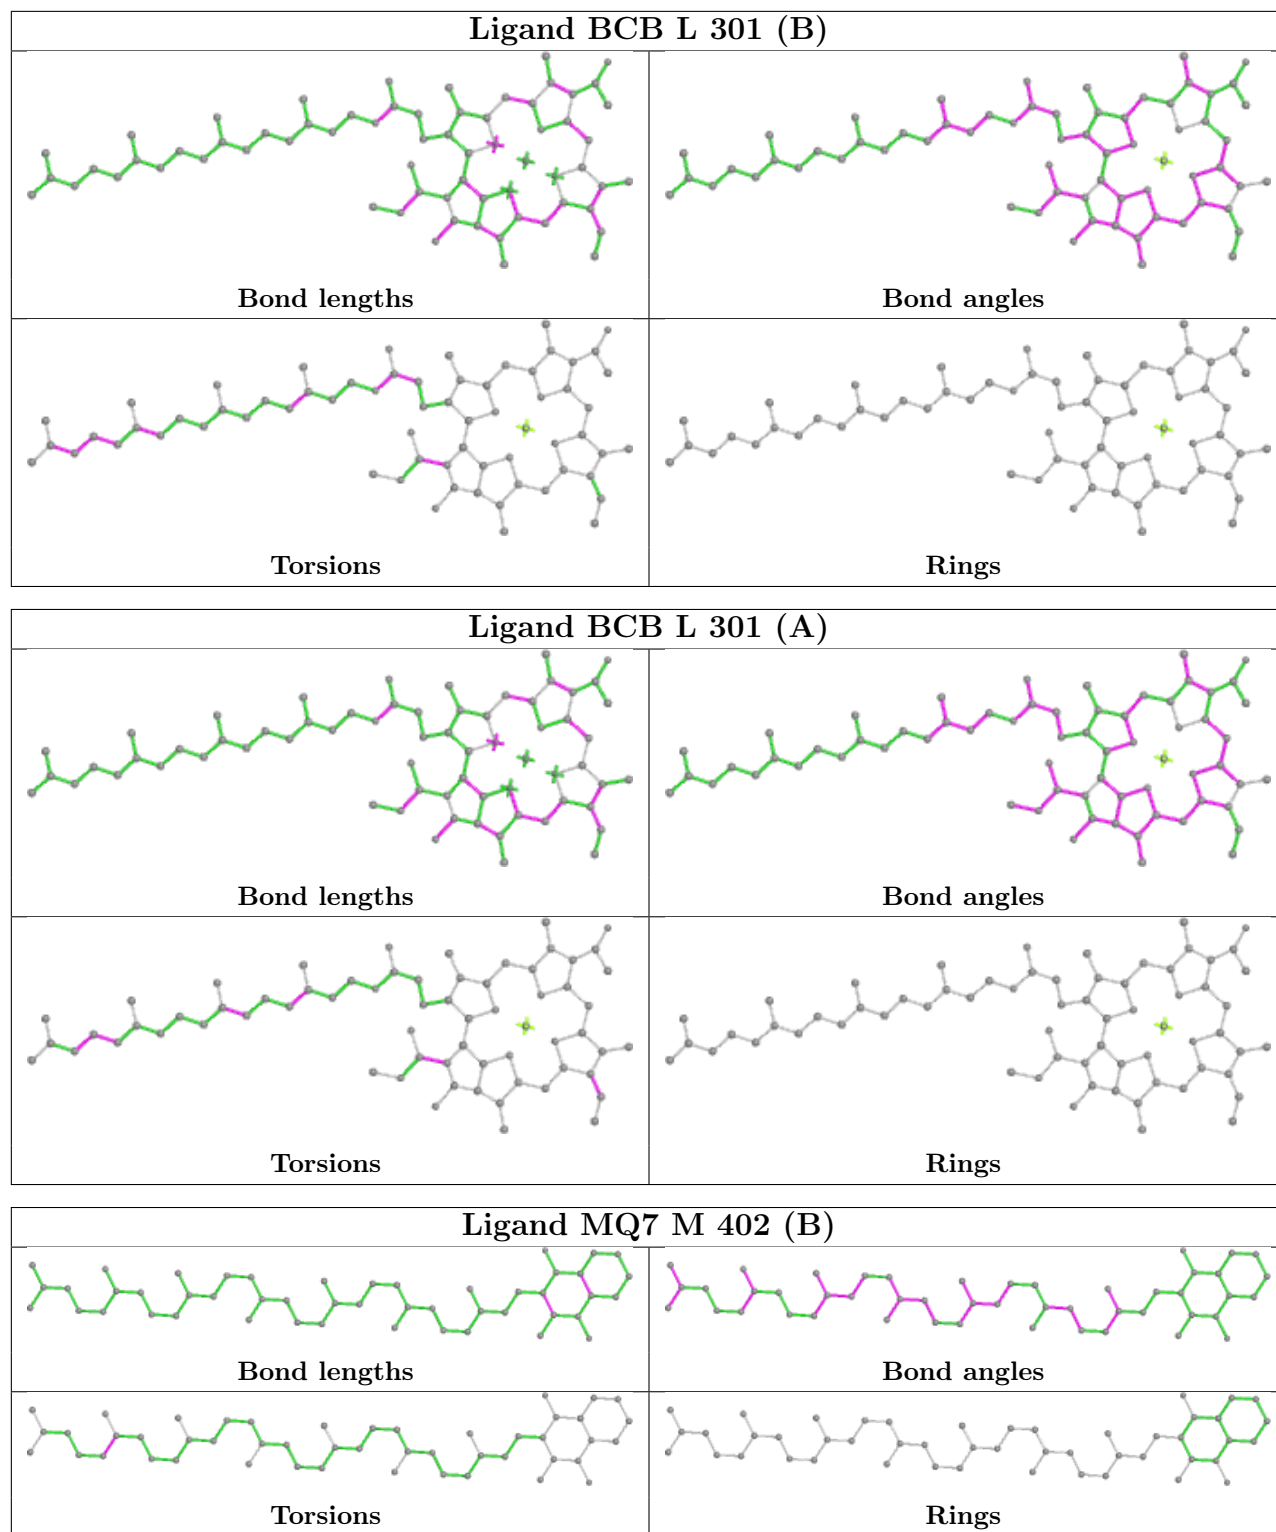 Ligand BCB L 301 (B)
Bond lengths
Bond angles
Torsions
Rings
Ligand BCB L 301 (A)
Bond lengths
Bond angles
Torsions
Rings
Ligand MQ7 M 402 (B)
Bond lengths
Bond angles
Torsions
Rings